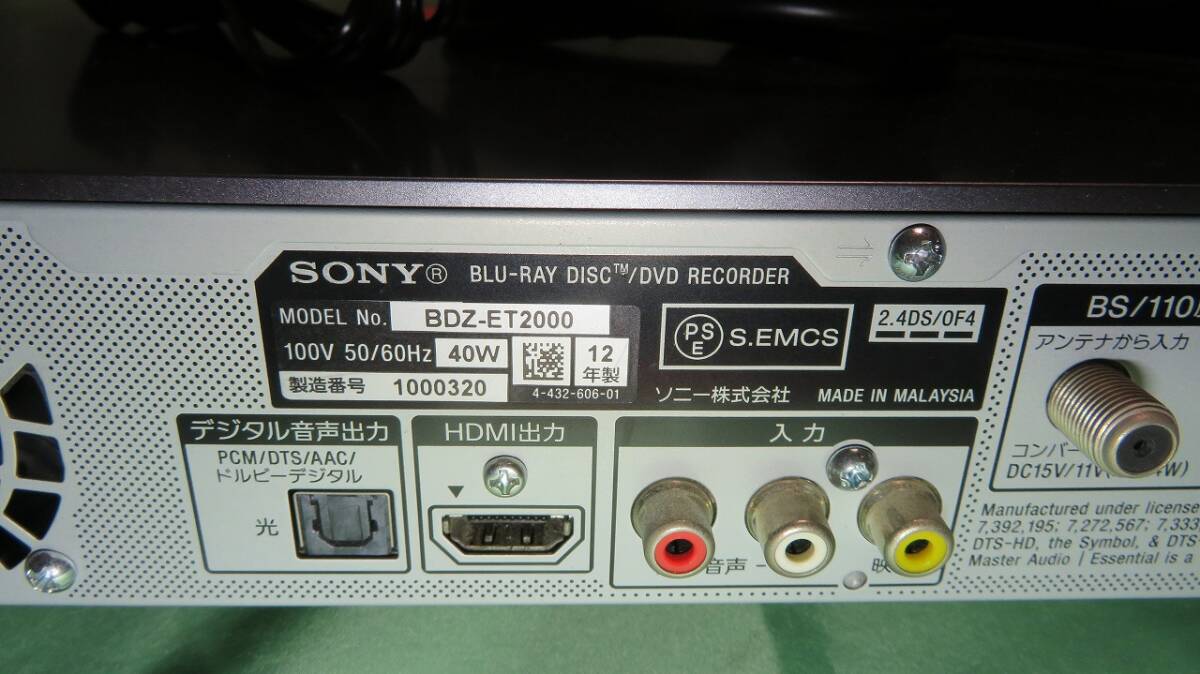 SONY® BLU-RAY DISC™/DVD RECORDER
MODEL No. BDZ-ET2000
100V 50/60Hz 40W
12
年製
製造番号 1000320
4-432-606-01
PSE S.EMCS
2.4DS/0F4
ソニー株式会社 MADE IN MALAYSIA
デジタル音声出力
PCM/DTS/AAC/
ドルビーデジタル
光
HDMI出力
入力
音声
BS/110
アンテナから入力
DC15V/11V
Manufactured under license
7,392,195; 7,272,567; 7,333
DTS-HD, the Symbol, & DTS
Master Audio | Essential is a